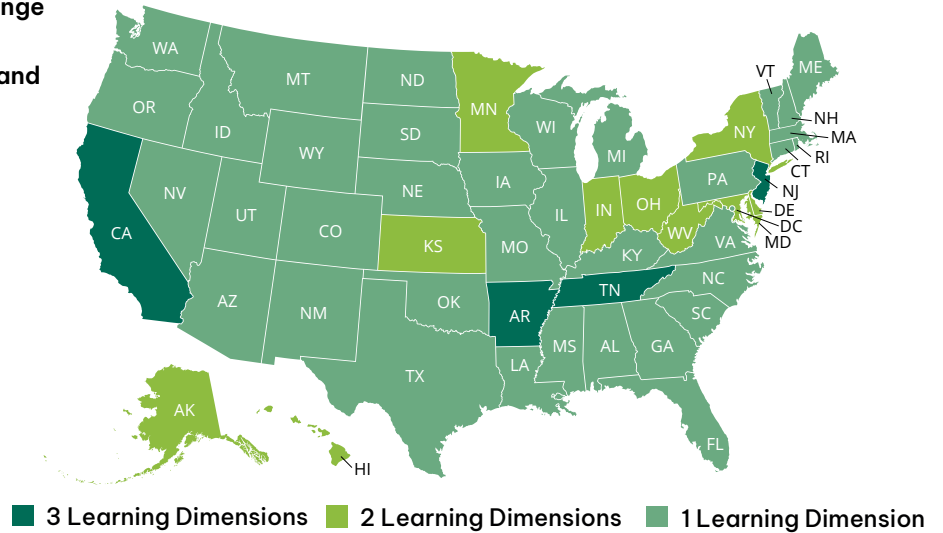 nge
and
WA
MT
ND
MN
VT
ME
OR
ID
SD
WI
NY
NH
MA
WY
MI
RI
CT
NV
NE
IA
PA
NJ
UT
CO
KS
IL
IN
OH
WV
DE
DC
MD
CA
MO
KY
VA
AZ
NM
OK
AR
TN
NC
SC
TX
LA
MS
AL
GA
AK
FL
HI
3 Learning Dimensions
2 Learning Dimensions
1 Learning Dimension